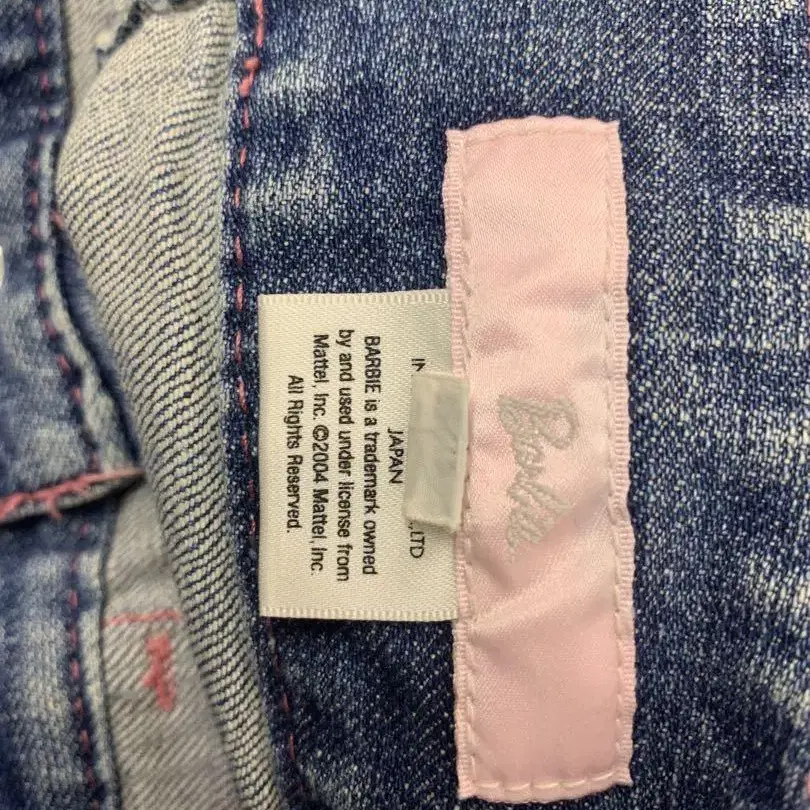 Barbie
LTD
JAPAN
BARBIE is a trademark owned
by and used under license from
Mattel, Inc. ©2004 Mattel, Inc.
All Rights Reserved.